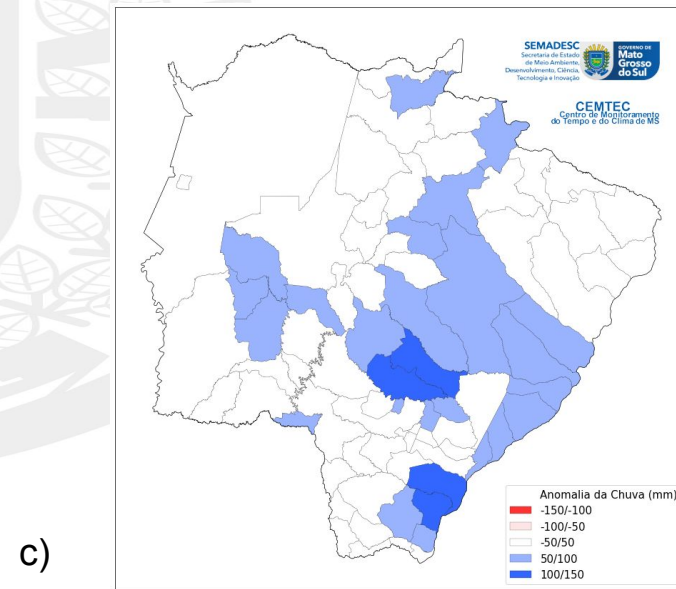 SEMADESC
Secretaria de Estado
de Meio Ambiente,
Desenvolvimento, Ciência,
Tecnologia e Inovação
GOVERNO DE
Mato
Grosso
do Sul
CEMTEC
Centro de Monitoramento
do Tempo e do Clima de MS
Anomalia da Chuva (mm)
-150/-100
-100/-50
-50/50
50/100
100/150
c)